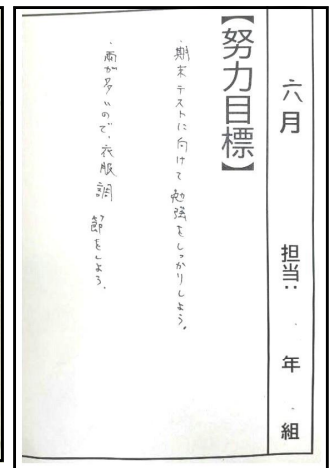 六月 担当: 年 組
【努力目標】
・期末テストに向けて勉強をしっかりしよう。
・雨が多いので、衣服調節をしよう。